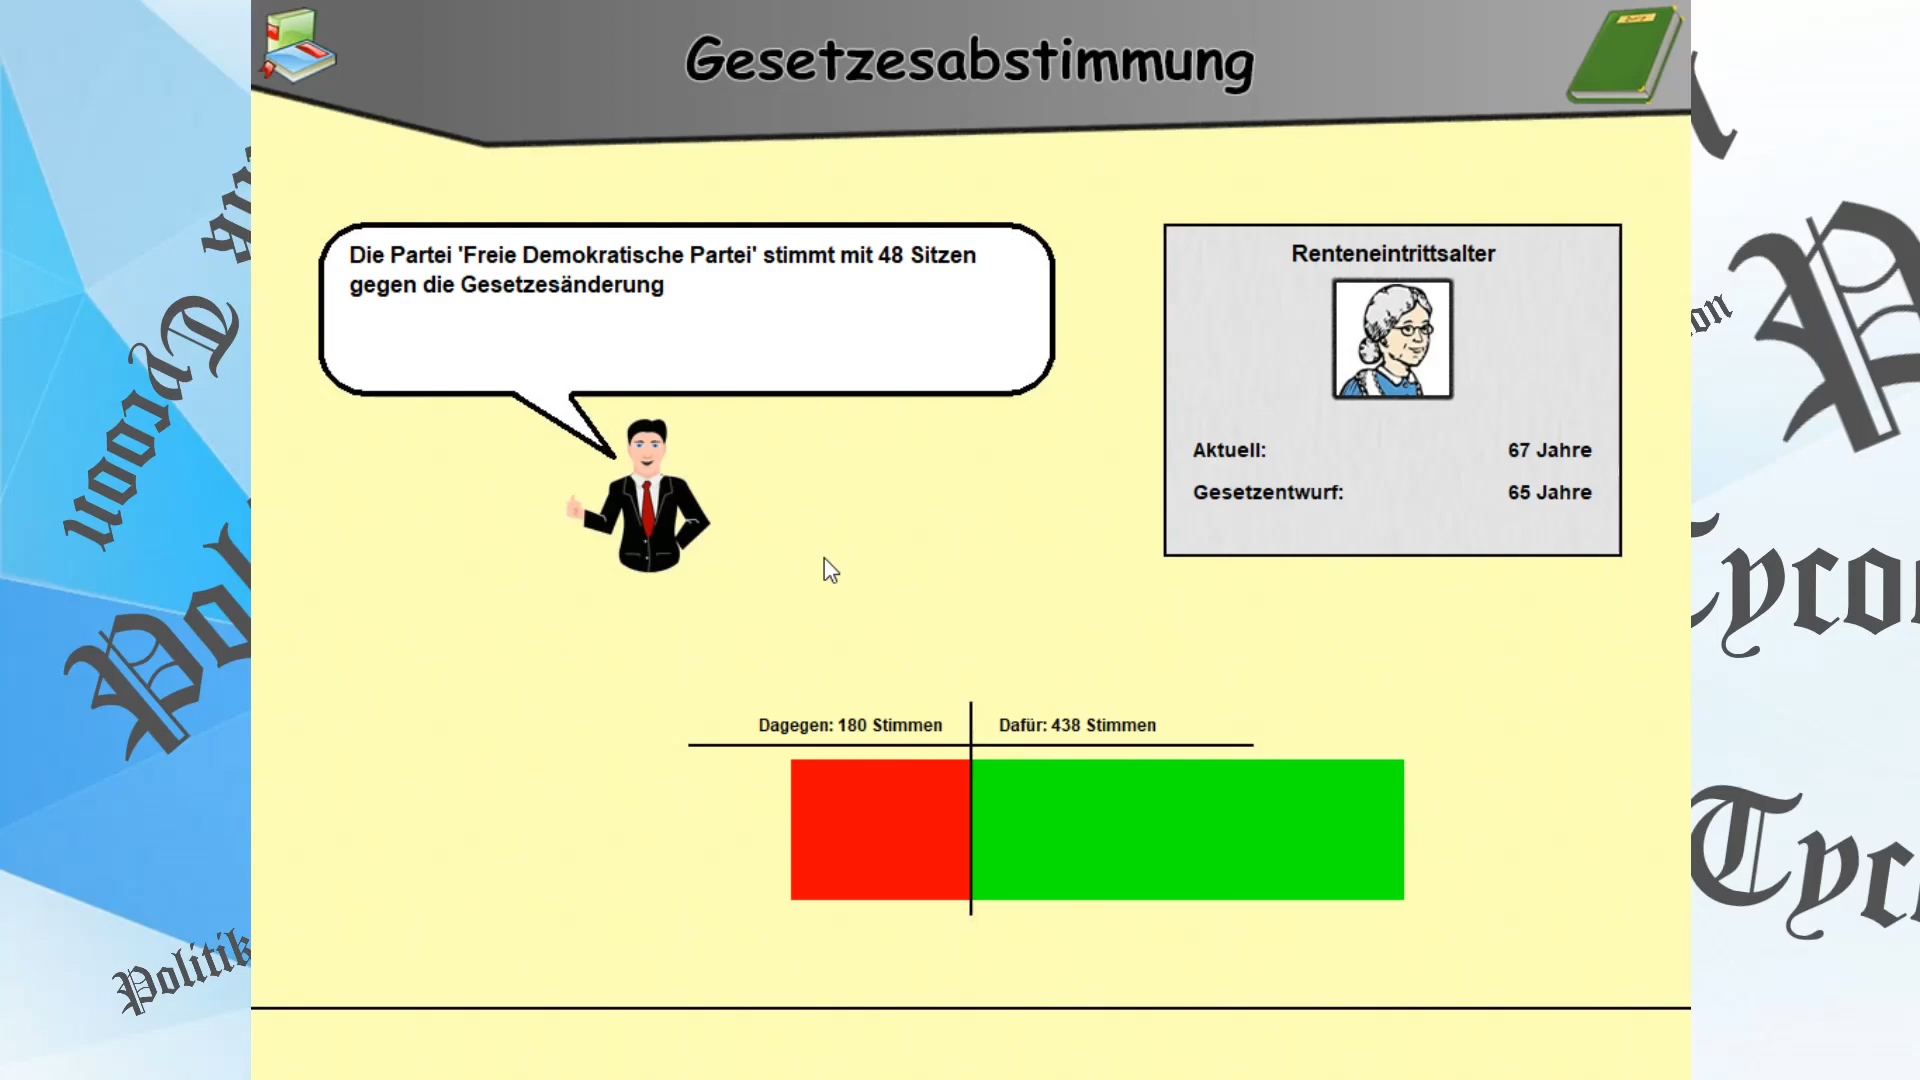 Gesetzesabstimmung
Die Partei 'Freie Demokratische Partei' stimmt mit 48 Sitzen
gegen die Gesetzesänderung
Renteneintrittsalter
Aktuell: 67 Jahre
Gesetzentwurf: 65 Jahre
Dagegen: 180 Stimmen
Dafür: 438 Stimmen
Tycoon
Politik